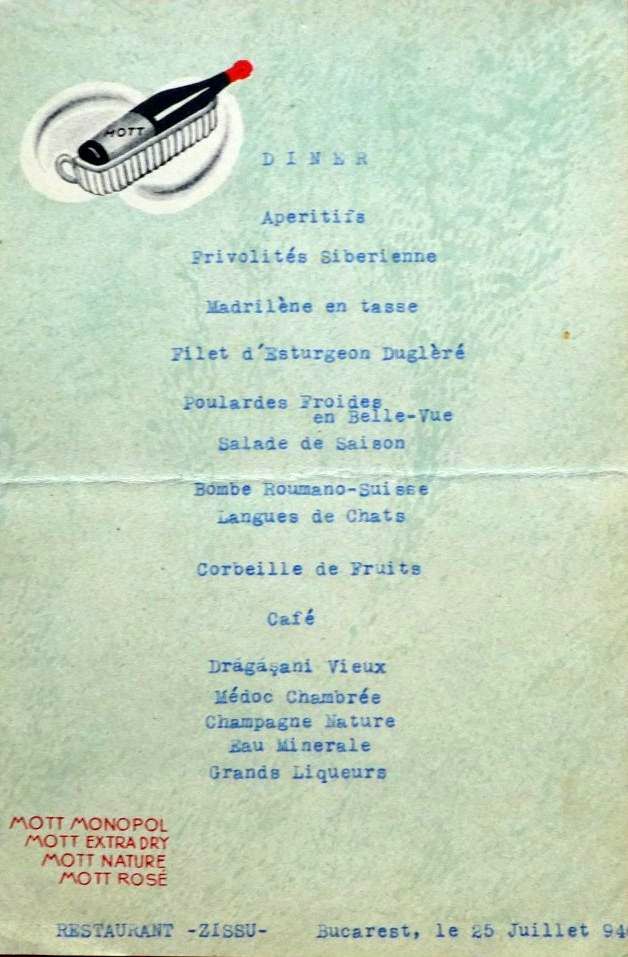 MOTT
DINER
Aperitifs
Frivolités Siberienne
Madrilène en tasse
Filet d'Esturgeon Duglèré
Poulardes Froides
en Belle-Vue
Salade de Saison
Bombe Roumano-Suisse
Langues de Chats
Corbeille de Fruits
Café
Drăgăşani Vieux
Médoc Chambrée
Champagne Nature
Eau Minerale
Grands Liqueurs
MOTT MONOPOL
MOTT EXTRA DRY
MOTT NATURE
MOTT ROSÉ
RESTAURANT -ZISSU- Bucarest, le 25 Juillet